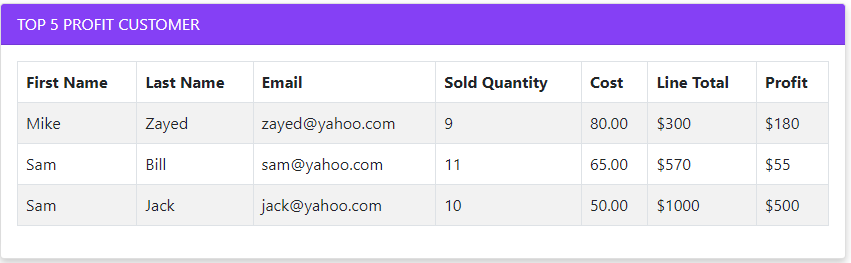 TOP 5 PROFIT CUSTOMER
First Name Last Name Email Sold Quantity Cost Line Total Profit
Mike Zayed zayed@yahoo.com 9 80.00 $300 $180
Sam Bill sam@yahoo.com 11 65.00 $570 $55
Sam Jack jack@yahoo.com 10 50.00 $1000 $500